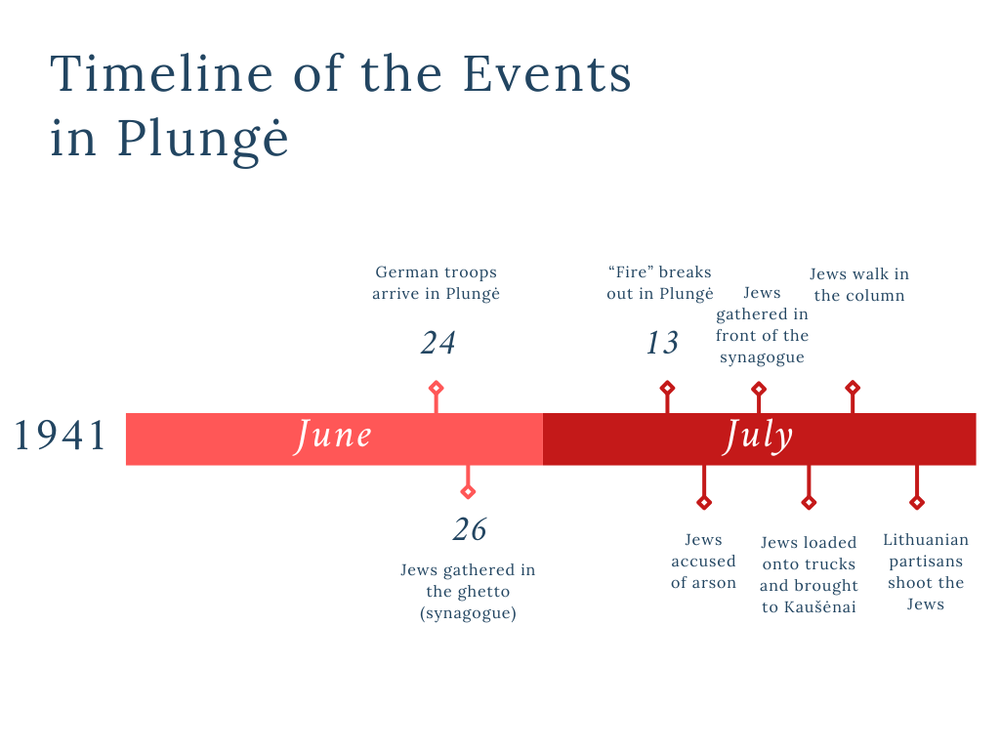 Timeline of the Events
in Plungė
German troops
arrive in Plungė
24
“Fire” breaks
out in Plungė
13
Jews
gathered in
front of the
synagogue
Jews walk in
the column
1941
June
July
26
Jews gathered in
the ghetto
(synagogue)
Jews
accused
of arson
Jews loaded
onto trucks
and brought
to Kaušėnai
Lithuanian
partisans
shoot the
Jews